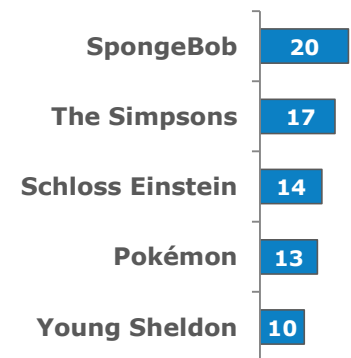 SpongeBob 20
The Simpsons 17
Schloss Einstein 14
Pokémon 13
Young Sheldon 10